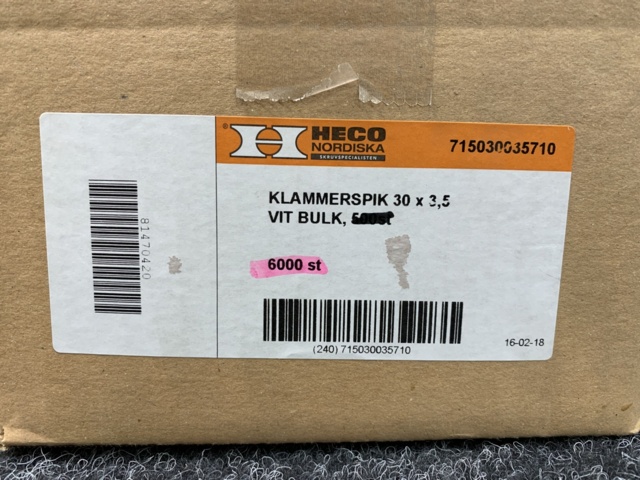 81470420
® HECO
NORDISKA
SKRUVSPECIALISTEN
715030035710
KLAMMERSPIK 30 x 3,5
VIT BULK,
6000 st
(240) 715030035710
16-02-18